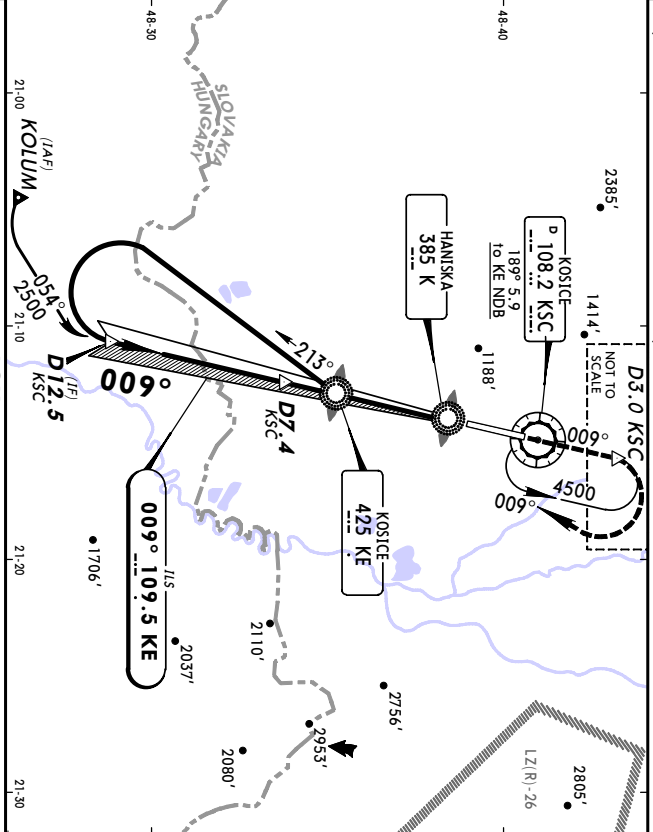 48-30
48-40
21-00
21-10
21-20
21-30
SLOVAKIA
HUNGARY
(IAF)
KOLUM
054°
2500
(IF)
D12.5
KSC
009°
213°
D7.4
KSC
HANISKA
385 K
KOSICE
D 108.2 KSC
189° 5.9
to KE NDB
KOSICE
425 KE
ILS
009° 109.5 KE
D3.0 KSC
NOT TO
SCALE
009°
4500
009°
2385'
1414'
1188'
1706'
2037'
2110'
2756'
2953'
2080'
2805'
LZ(R)-26